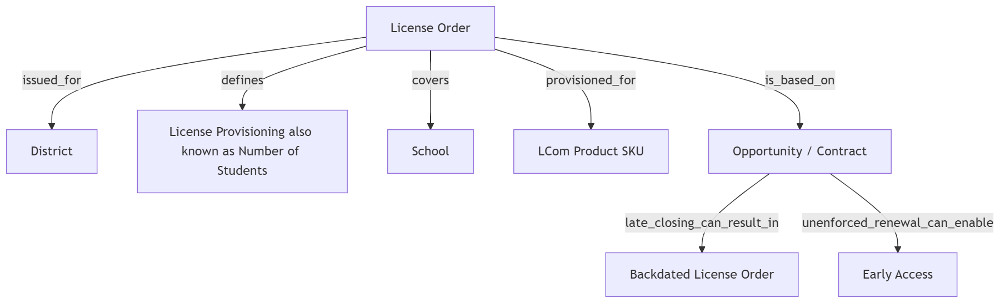 License Order
issued_for
defines
covers
provisioned_for
is_based_on
District
License Provisioning also
known as Number of
Students
School
LCom Product SKU
Opportunity / Contract
late_closing_can_result_in
unenforced_renewal_can_enable
Backdated License Order
Early Access